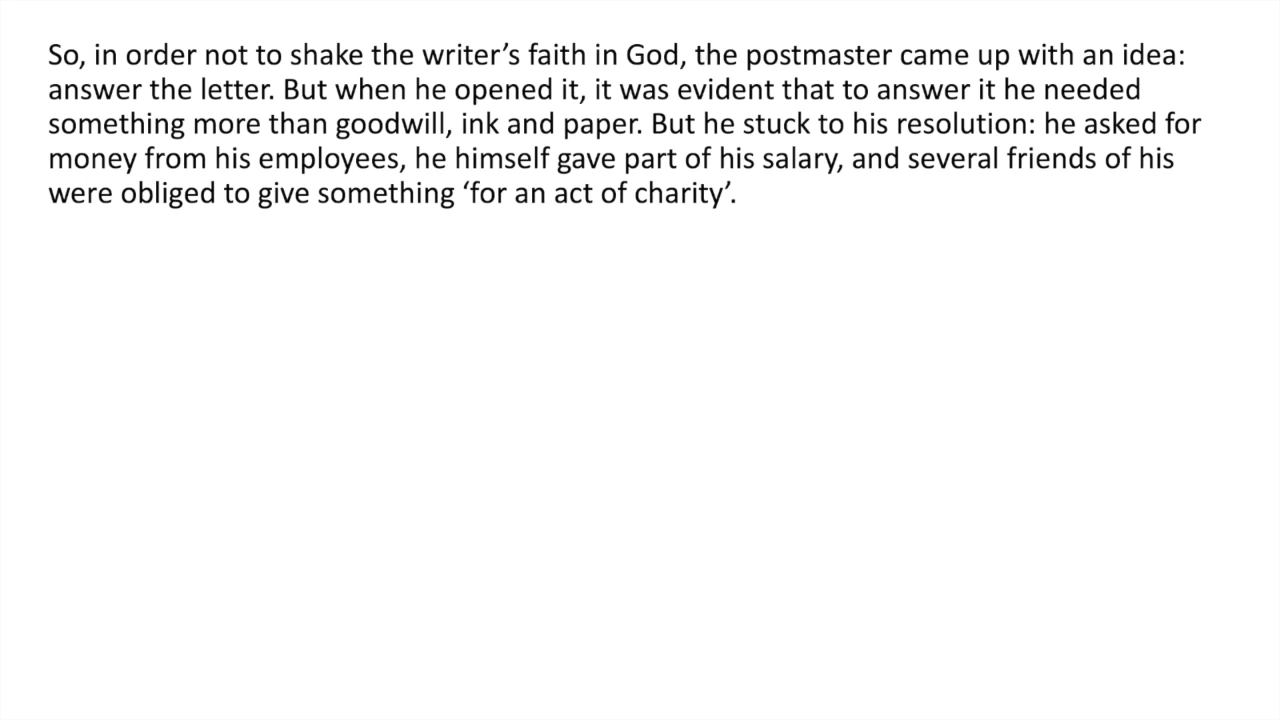 So, in order not to shake the writer’s faith in God, the postmaster came up with an idea:
answer the letter. But when he opened it, it was evident that to answer it he needed
something more than goodwill, ink and paper. But he stuck to his resolution: he asked for
money from his employees, he himself gave part of his salary, and several friends of his
were obliged to give something ‘for an act of charity’.